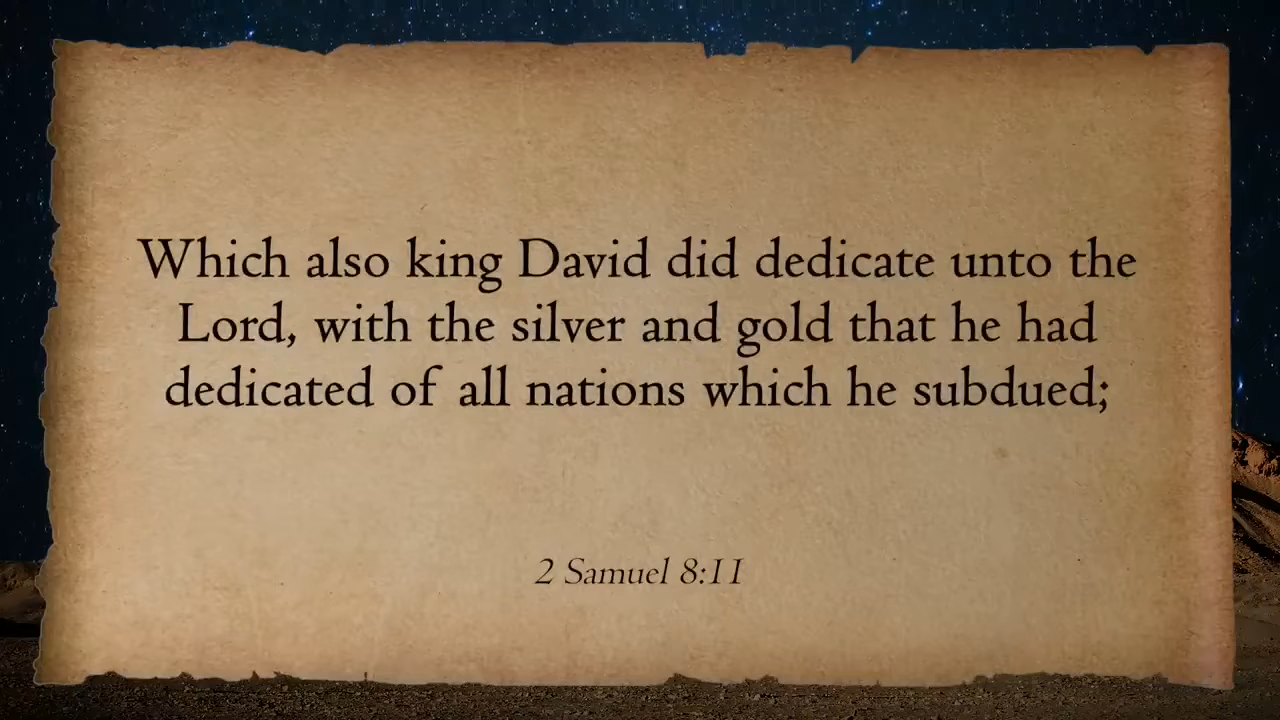 Which also king David did dedicate unto the
Lord, with the silver and gold that he had
dedicated of all nations which he subdued;
2 Samuel 8:11